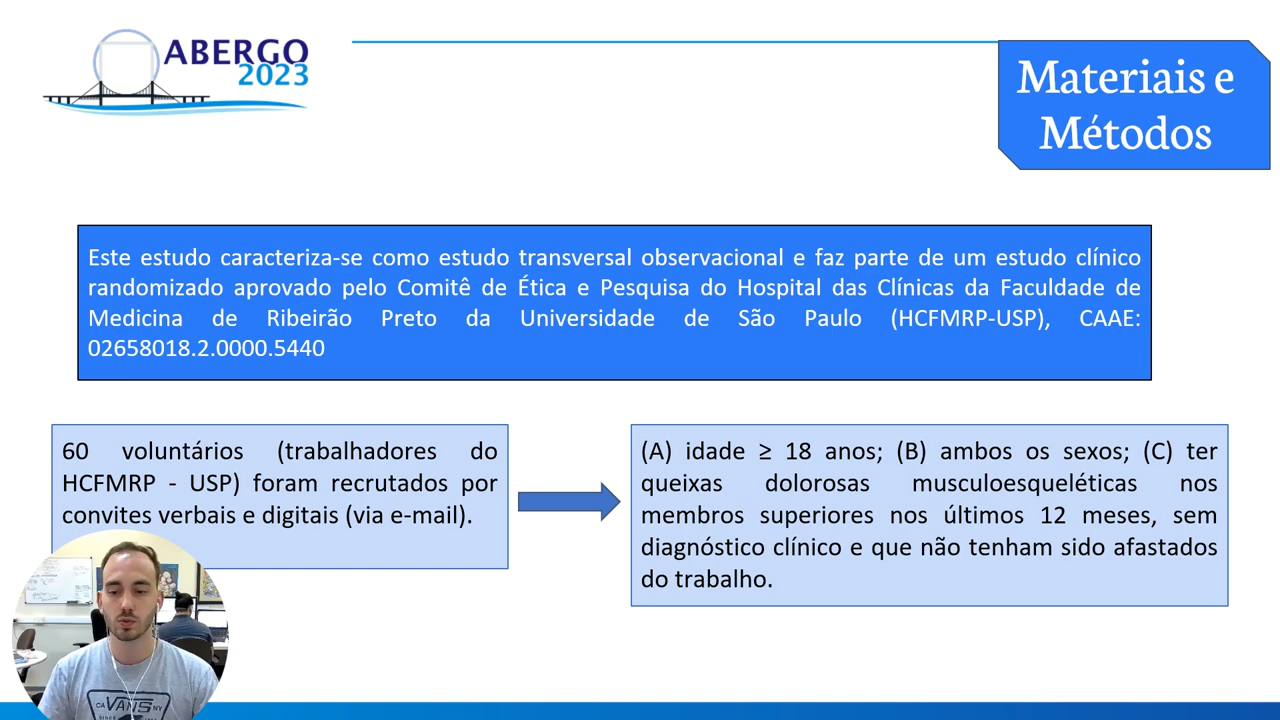 ABERGO
2023
Materiais e
Métodos
Este estudo caracteriza-se como estudo transversal observacional e faz parte de um estudo clínico
randomizado aprovado pelo Comitê de Ética e Pesquisa do Hospital das Clínicas da Faculdade de
Medicina de Ribeirão Preto da Universidade de São Paulo (HCFMRP-USP), CAAE:
02658018.2.0000.5440
60 voluntários (trabalhadores do
HCFMRP - USP) foram recrutados por
convites verbais e digitais (via e-mail).
(A) idade ≥ 18 anos; (B) ambos os sexos; (C) ter
queixas dolorosas musculoesqueléticas nos
membros superiores nos últimos 12 meses, sem
diagnóstico clínico e que não tenham sido afastados
do trabalho.
CA VANS NY